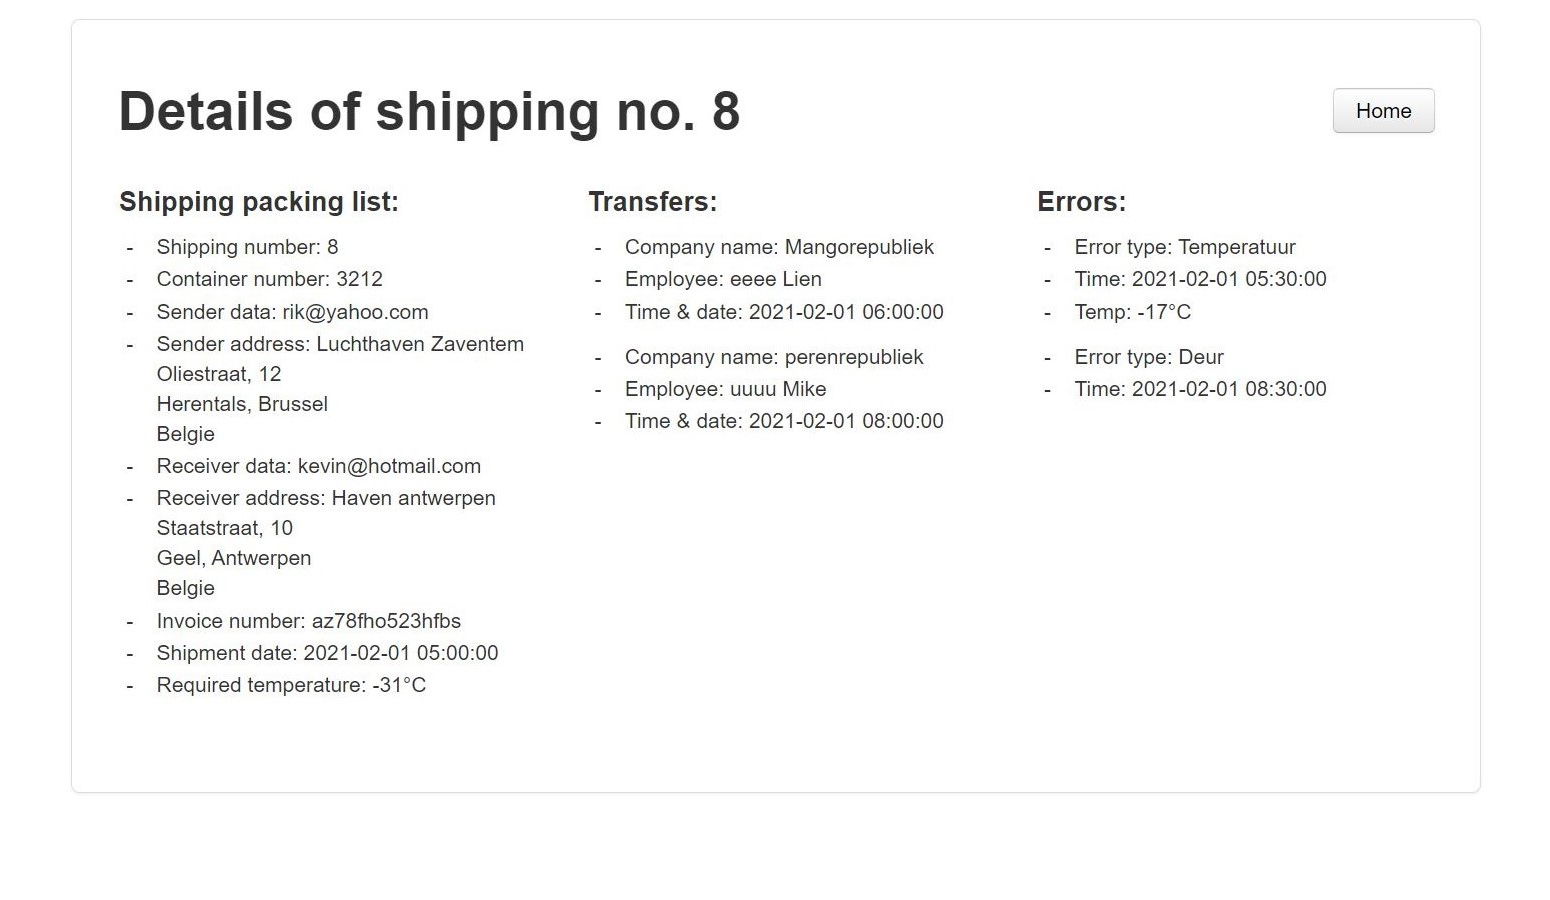 Details of shipping no. 8
Home
Shipping packing list:
- Shipping number: 8
- Container number: 3212
- Sender data: rik@yahoo.com
- Sender address: Luchthaven Zaventem
Oliestraat, 12
Herentals, Brussel
Belgie
- Receiver data: kevin@hotmail.com
- Receiver address: Haven antwerpen
Staatstraat, 10
Geel, Antwerpen
Belgie
- Invoice number: az78fho523hfbs
- Shipment date: 2021-02-01 05:00:00
- Required temperature: -31°C
Transfers:
- Company name: Mangorepubliek
- Employee: eeee Lien
- Time & date: 2021-02-01 06:00:00
- Company name: perenrepubliek
- Employee: uuuu Mike
- Time & date: 2021-02-01 08:00:00
Errors:
- Error type: Temperatuur
- Time: 2021-02-01 05:30:00
- Temp: -17°C
- Error type: Deur
- Time: 2021-02-01 08:30:00